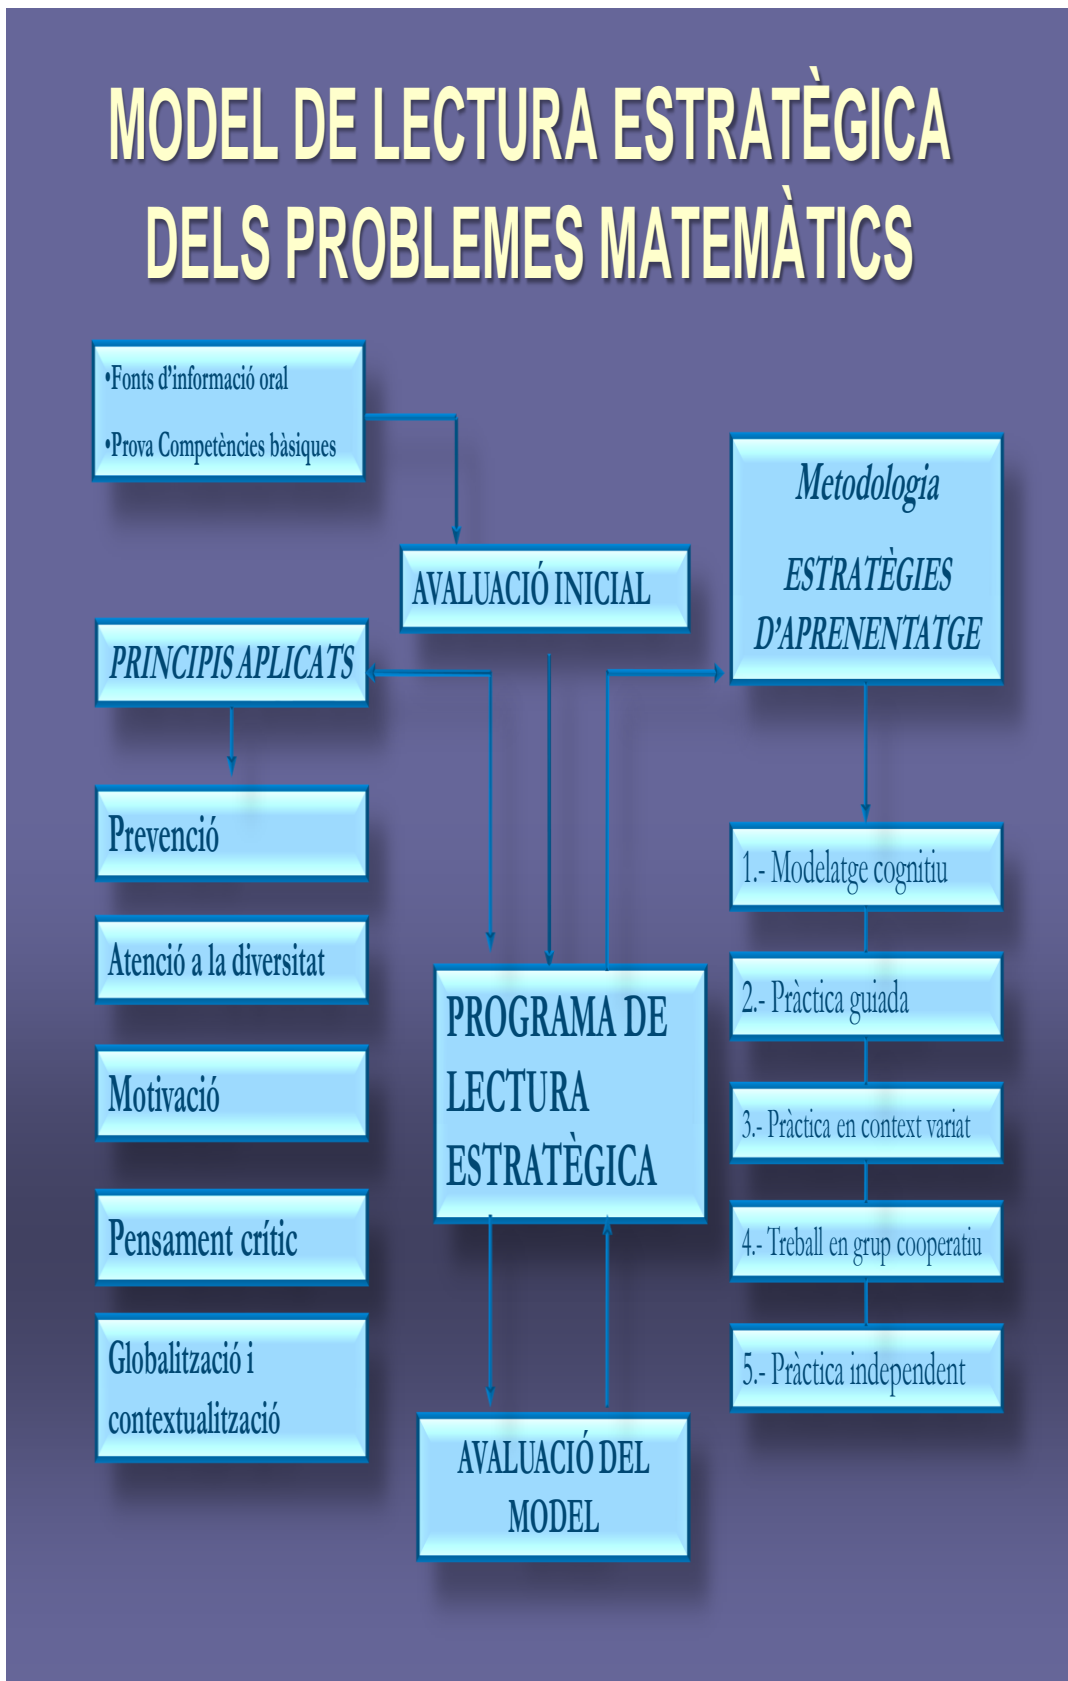 MODEL DE LECTURA ESTRATÈGICA
DELS PROBLEMES MATEMÀTICS
•Fonts d’informació oral
•Prova Competències bàsiques
AVALUACIÓ INICIAL
Metodologia
ESTRATÈGIES
D’APRENENTATGE
PRINCIPIS APLICATS
Prevenció
Atenció a la diversitat
Motivació
Pensament crític
Globalització i
contextualització
PROGRAMA DE
LECTURA
ESTRATÈGICA
AVALUACIÓ DEL
MODEL
1.- Modelatge cognitiu
2.- Pràctica guiada
3.- Pràctica en context variat
4.- Treball en grup cooperatiu
5.- Pràctica independent